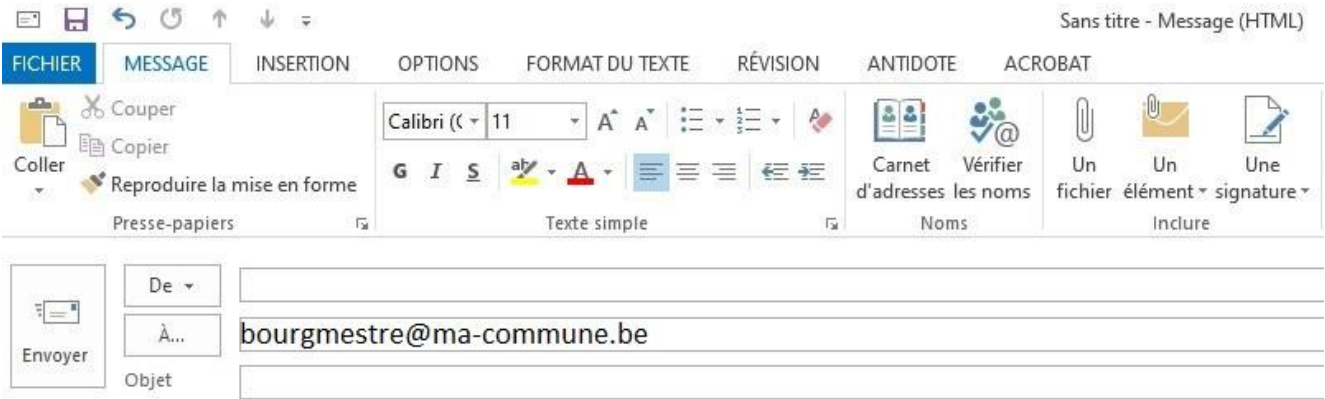 Sans titre - Message (HTML)
FICHIER MESSAGE INSERTION OPTIONS FORMAT DU TEXTE RÉVISION ANTIDOTE ACROBAT
Coller
Couper
Copier
Reproduire la mise en forme
Presse-papiers
Calibri (C 11
G I S
Texte simple
Carnet d'adresses
Vérifier les noms
Noms
Un fichier
Un élément
Une signature
Inclure
Envoyer
De
À... bourgmestre@ma-commune.be
Objet